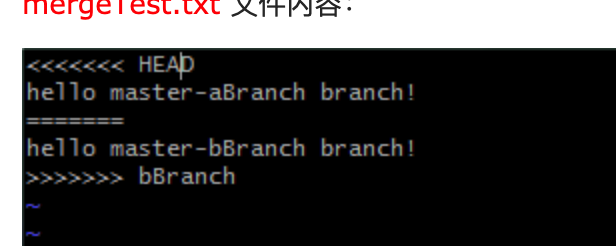 mergeTest.txt 文件内容：
<<<<<<< HEAD
hello master-aBranch branch!
=======
hello master-bBranch branch!
>>>>>>> bBranch
~
~